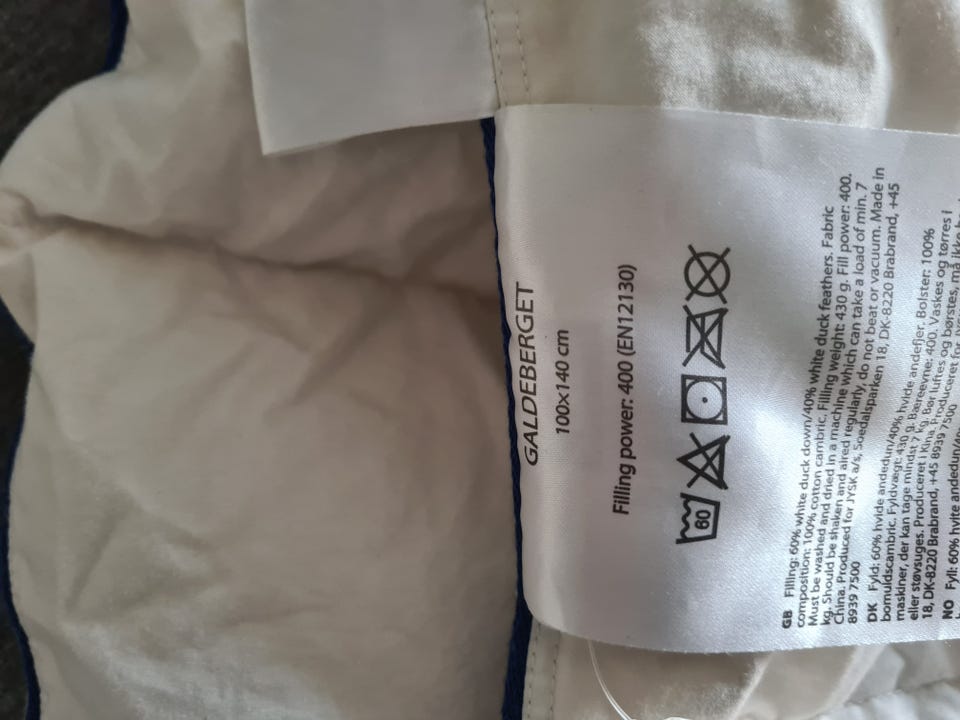 GALDEBERGET
100x140 cm
Filling power: 400 (EN12130)
60
GB Filling: 60% white duck down/40% white duck feathers. Fabric
composition: 100% cotton cambric. Filling weight: 430 g. Fill power: 400.
Must be washed and dried in a machine which can take a load of min. 7
kg. Should be shaken and aired regularly, do not beat or vacuum. Made in
China. Produced for JYSK a/s, Soedalsparken 18, DK-8220 Brabrand, +45
8939 7500
DK Fyld: 60% hvide andedun/40% hvide andefjer. Bolster: 100%
bomuldscambric. Fyldvægt: 430 g. Bæreevne: 400. Vaskes og tørres i
maskiner, der kan tage mindst 7 kg. Bør luftes og børstes, må ikke
eller støvsuges. Produceret i Kina. Produceret for
18, DK-8220 Brabrand, +45 8939 7500
NO Fyll: 60% hvite andedun/40%